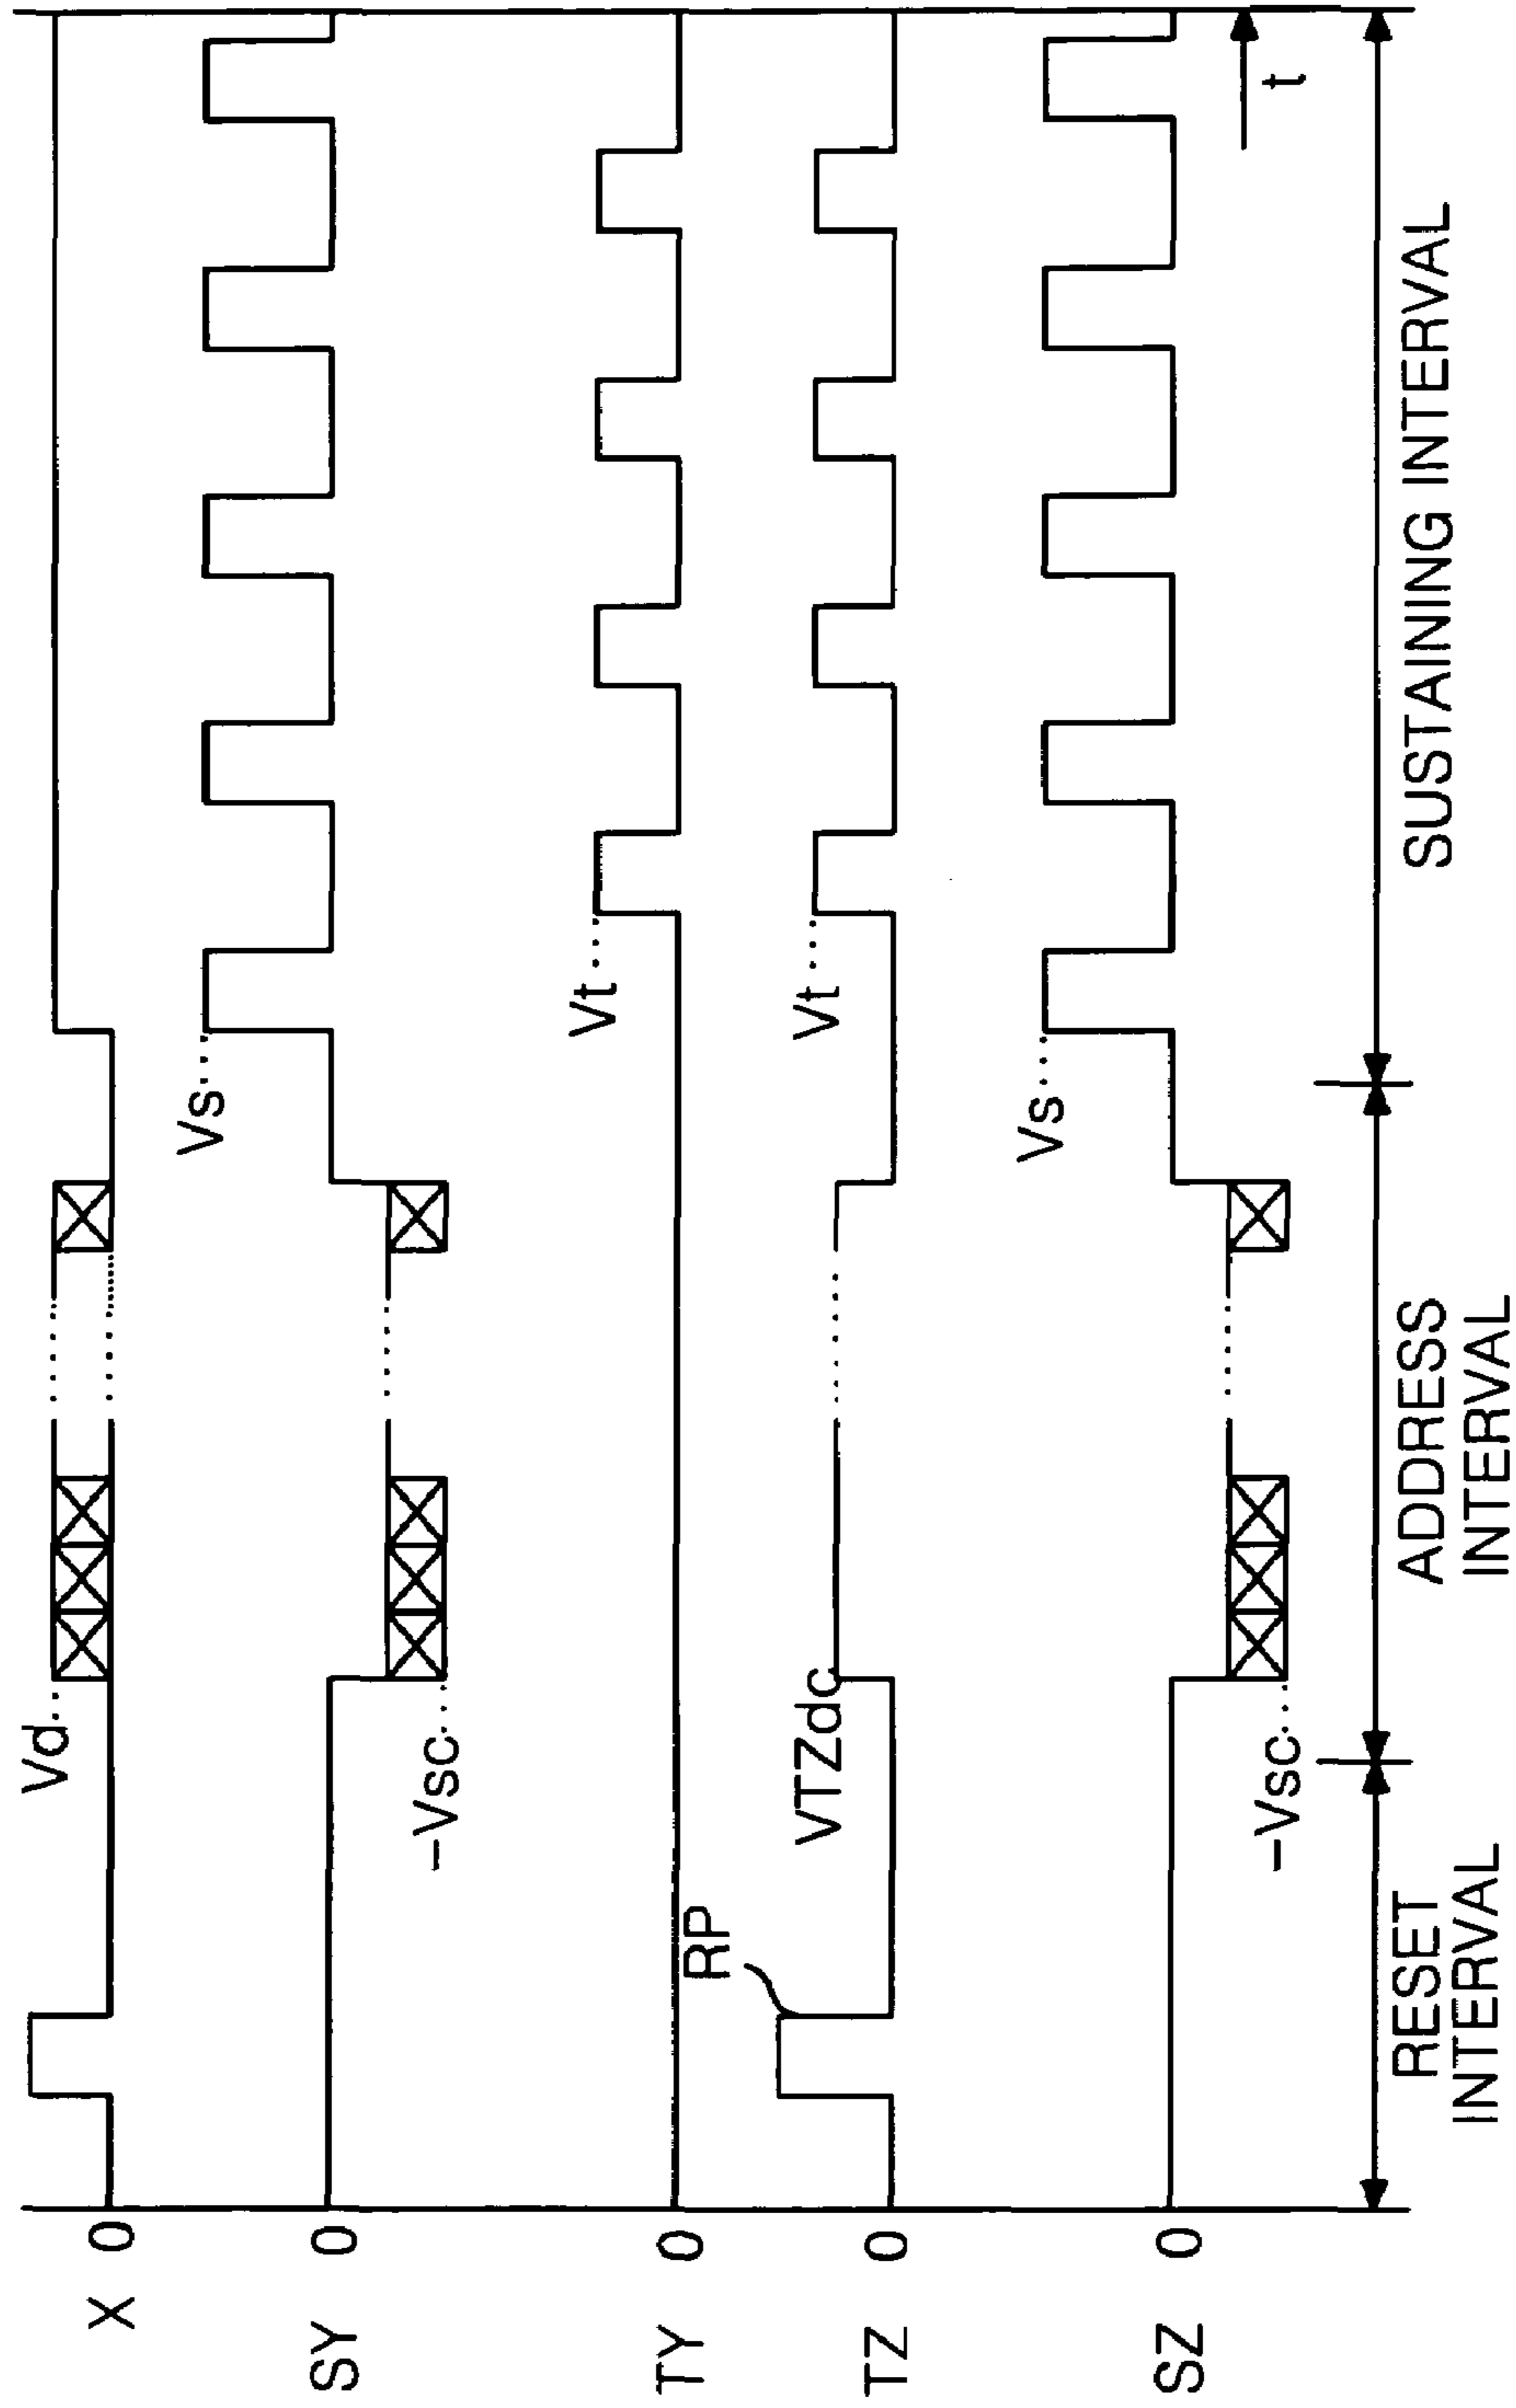 X 0
Vd
SY 0
Vs
-Vsc
TY 0
Vt
RP
TZ 0
VTZdc
Vt
SZ 0
Vs
-Vsc
t
RESET
INTERVAL
ADDRESS
INTERVAL
SUSTAINING INTERVAL